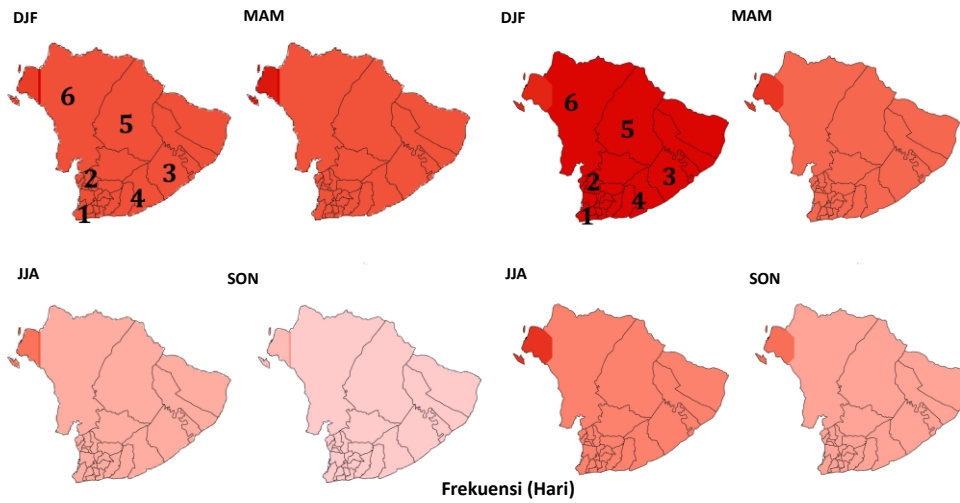 DJF MAM DJF MAM
6 6
5 5
2 3 2 3
4 4
1 1
JJA SON JJA SON
Frekuensi (Hari)